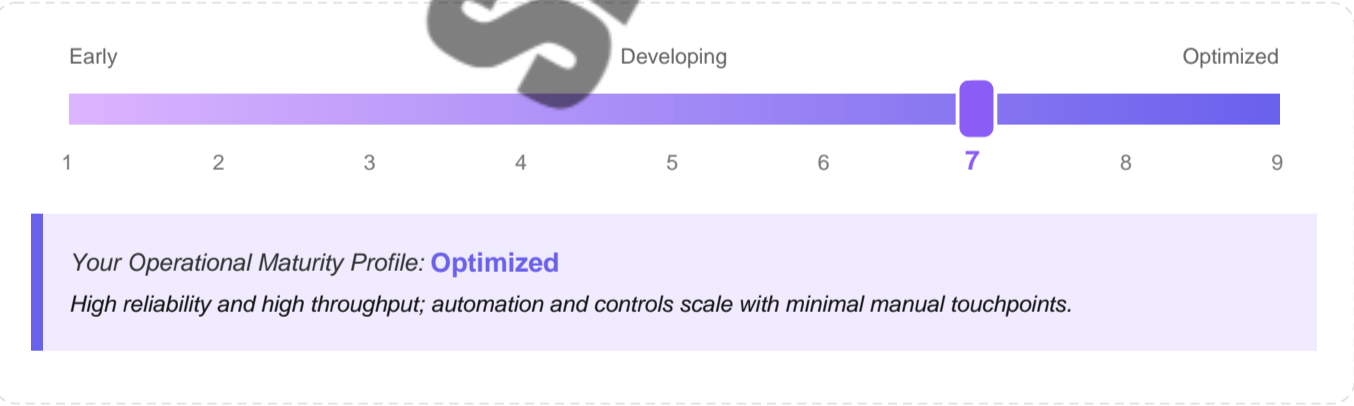 Early Developing Optimized
1 2 3 4 5 6 7 8 9
Your Operational Maturity Profile: Optimized
High reliability and high throughput; automation and controls scale with minimal manual touchpoints.